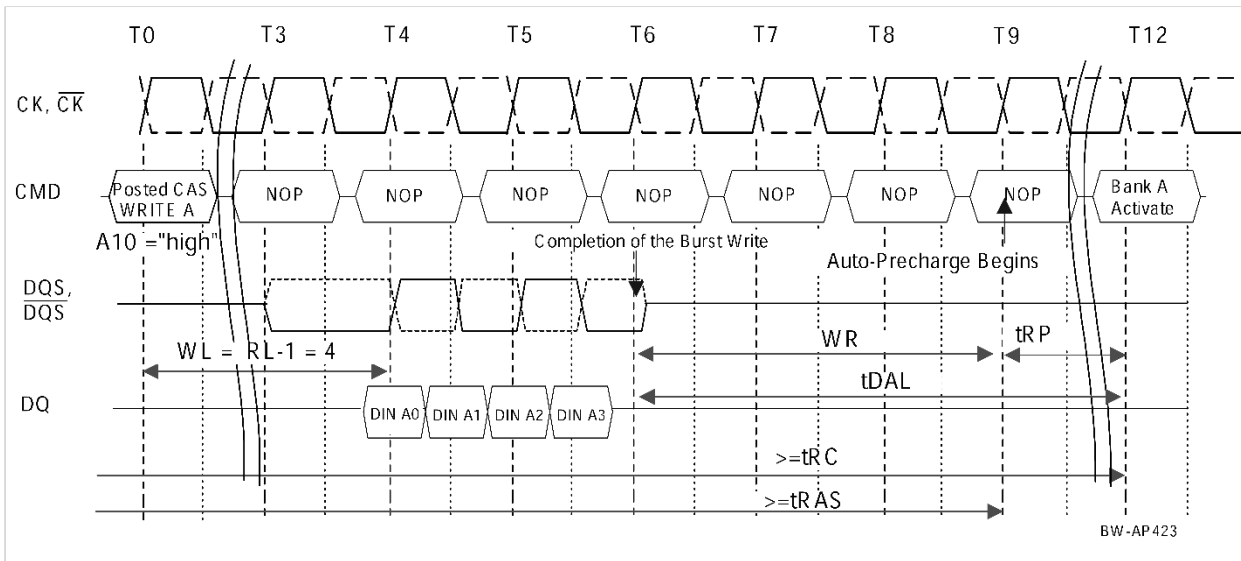 T0 T3 T4 T5 T6 T7 T8 T9 T12
CK, CK
CMD
Posted CAS
WRITE A
NOP NOP NOP NOP NOP NOP NOP
Bank A
Activate
A10 ="high"
Completion of the Burst Write
Auto-Precharge Begins
DQS,
DQS
WR
tRP
WL = RL-1 = 4
tDAL
DQ
DIN A0 DIN A1 DIN A2 DIN A3
>=tRC
>=tRAS
BW-AP423